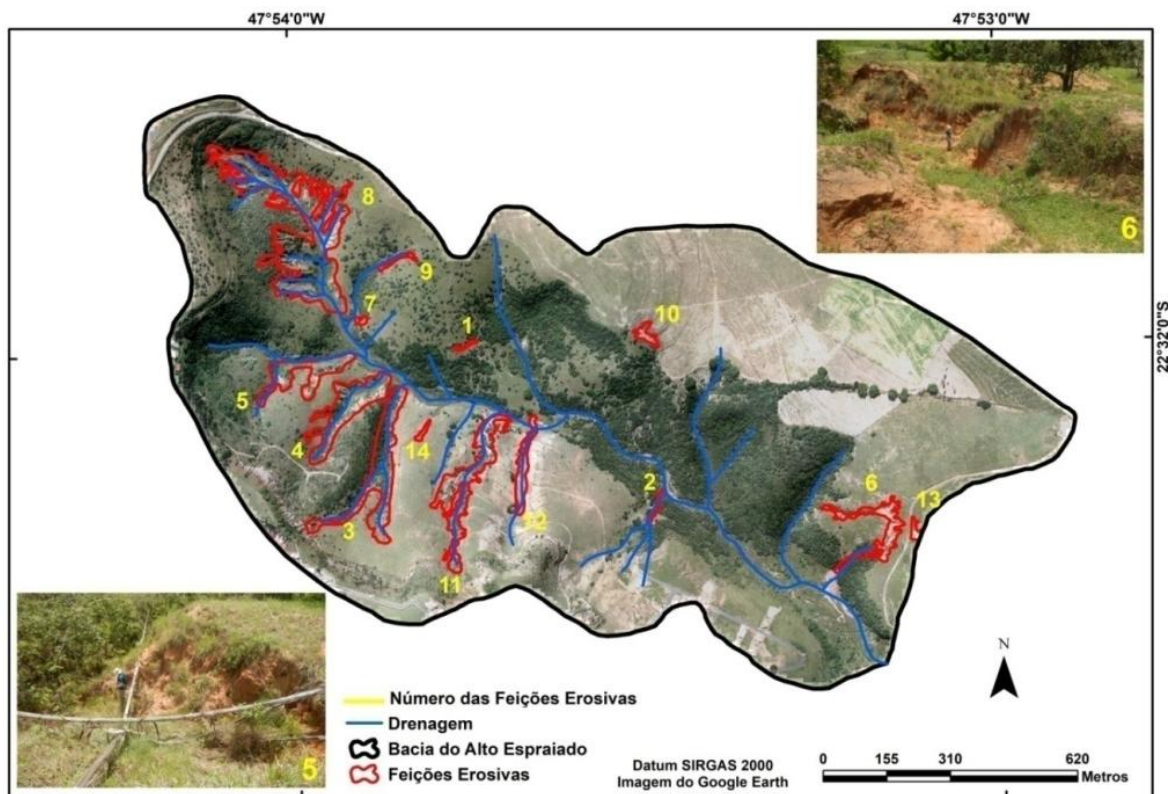 47°54'0"W
47°53'0"W
6
8
9
7
1
10
22°32'0"S
5
4
14
3
11
12
2
6
13
N
5
Número das Feições Erosivas
Drenagem
Bacia do Alto Espraiado
Feições Erosivas
Datum SIRGAS 2000
Imagem do Google Earth
0 155 310 620
Metros